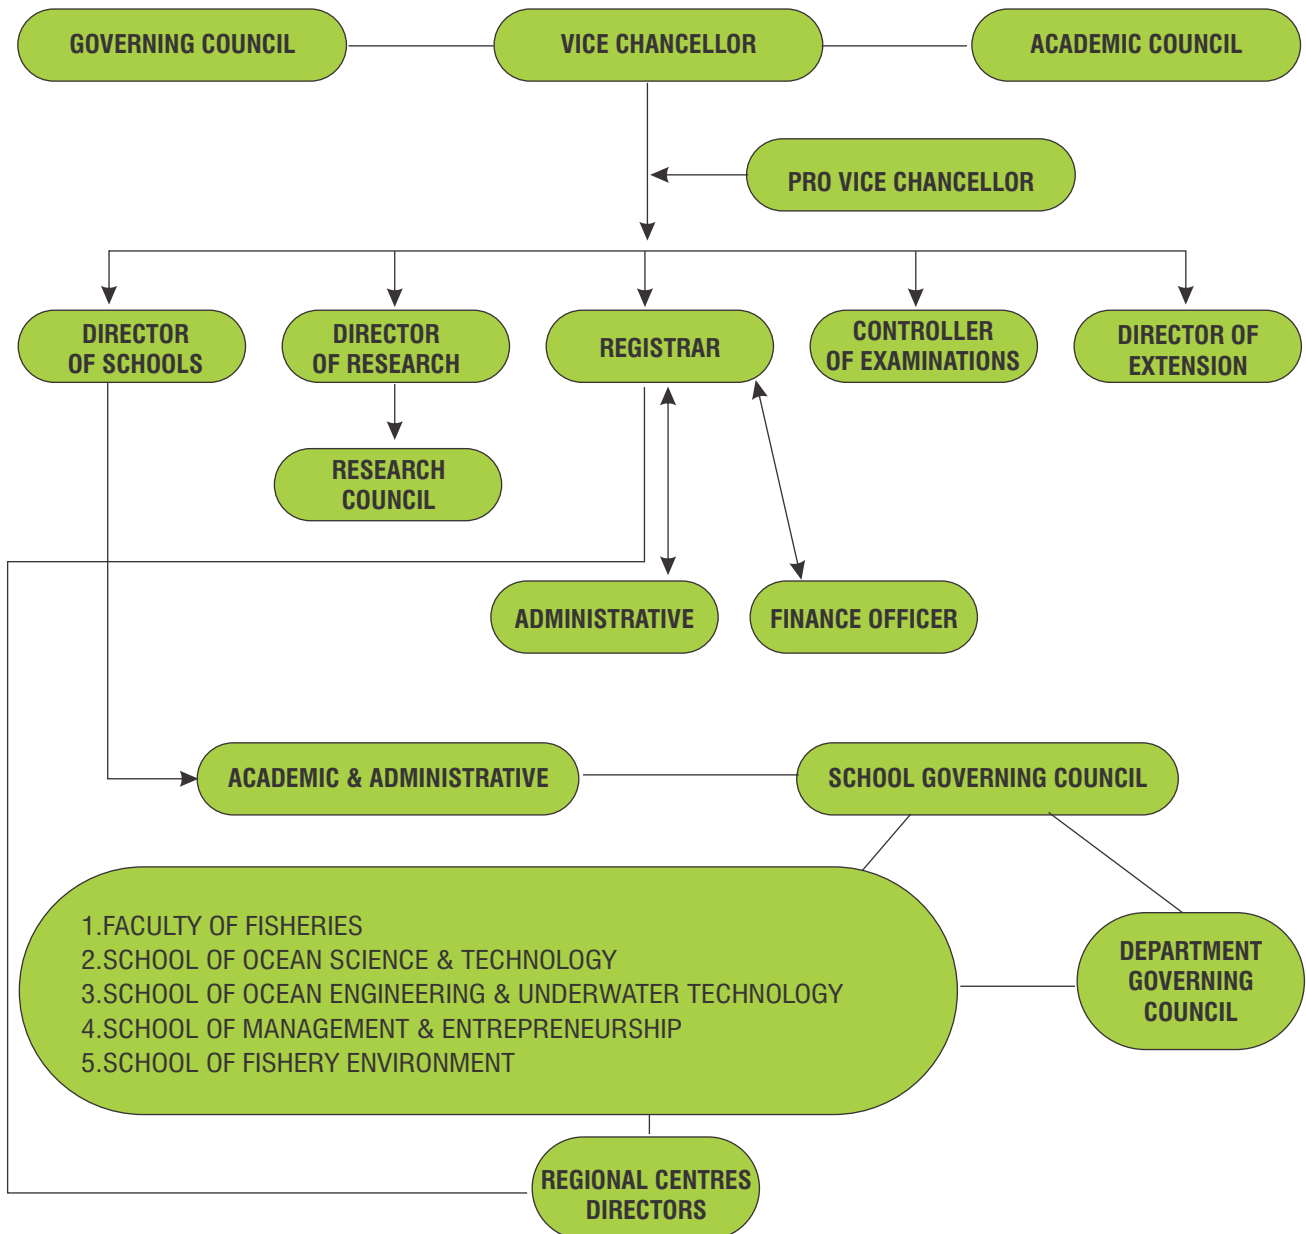 GOVERNING COUNCIL
VICE CHANCELLOR
ACADEMIC COUNCIL
PRO VICE CHANCELLOR
DIRECTOR
OF SCHOOLS
DIRECTOR
OF RESEARCH
REGISTRAR
CONTROLLER
OF EXAMINATIONS
DIRECTOR OF
EXTENSION
RESEARCH
COUNCIL
ADMINISTRATIVE
FINANCE OFFICER
ACADEMIC & ADMINISTRATIVE
SCHOOL GOVERNING COUNCIL
1.FACULTY OF FISHERIES
2.SCHOOL OF OCEAN SCIENCE & TECHNOLOGY
3.SCHOOL OF OCEAN ENGINEERING & UNDERWATER TECHNOLOGY
4.SCHOOL OF MANAGEMENT & ENTREPRENEURSHIP
5.SCHOOL OF FISHERY ENVIRONMENT
DEPARTMENT
GOVERNING
COUNCIL
REGIONAL CENTRES
DIRECTORS